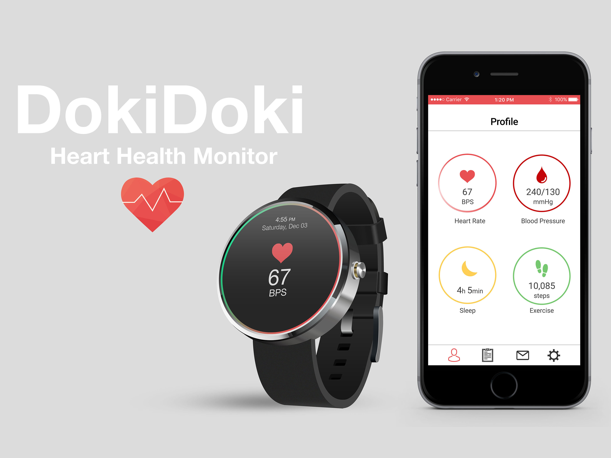 DokiDoki
Heart Health Monitor
4:55 PM
Saturday, Dec 03
67
BPS
Carrier
1:20 PM
100%
Profile
67
BPS
Heart Rate
240/130
mmHg
Blood Pressure
4h 5min
Sleep
10,085
steps
Exercise